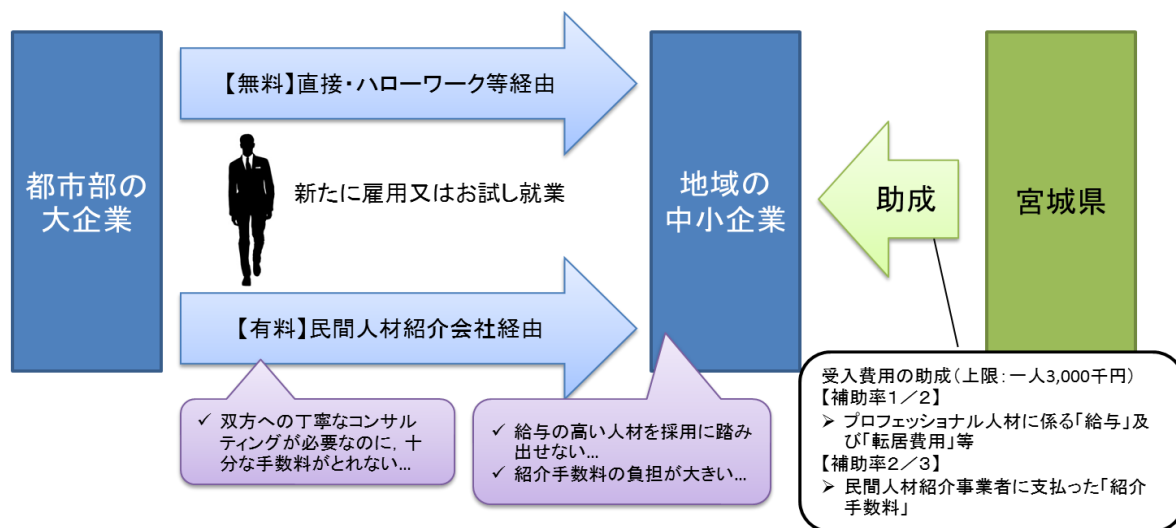 都市部の
大企業
【無料】直接・ハローワーク等経由
新たに雇用又はお試し就業
【有料】民間人材紹介会社経由
地域の
中小企業
助成
宮城県
✓ 双方への丁寧なコンサル
ティングが必要なのに，十
分な手数料がとれない…
✓ 給与の高い人材を採用に踏み
出せない…
✓ 紹介手数料の負担が大きい…
受入費用の助成（上限：一人3,000千円）
【補助率１／２】
➢ プロフェッショナル人材に係る「給与」及
び「転居費用」等
【補助率２／３】
➢ 民間人材紹介事業者に支払った「紹介
手数料」